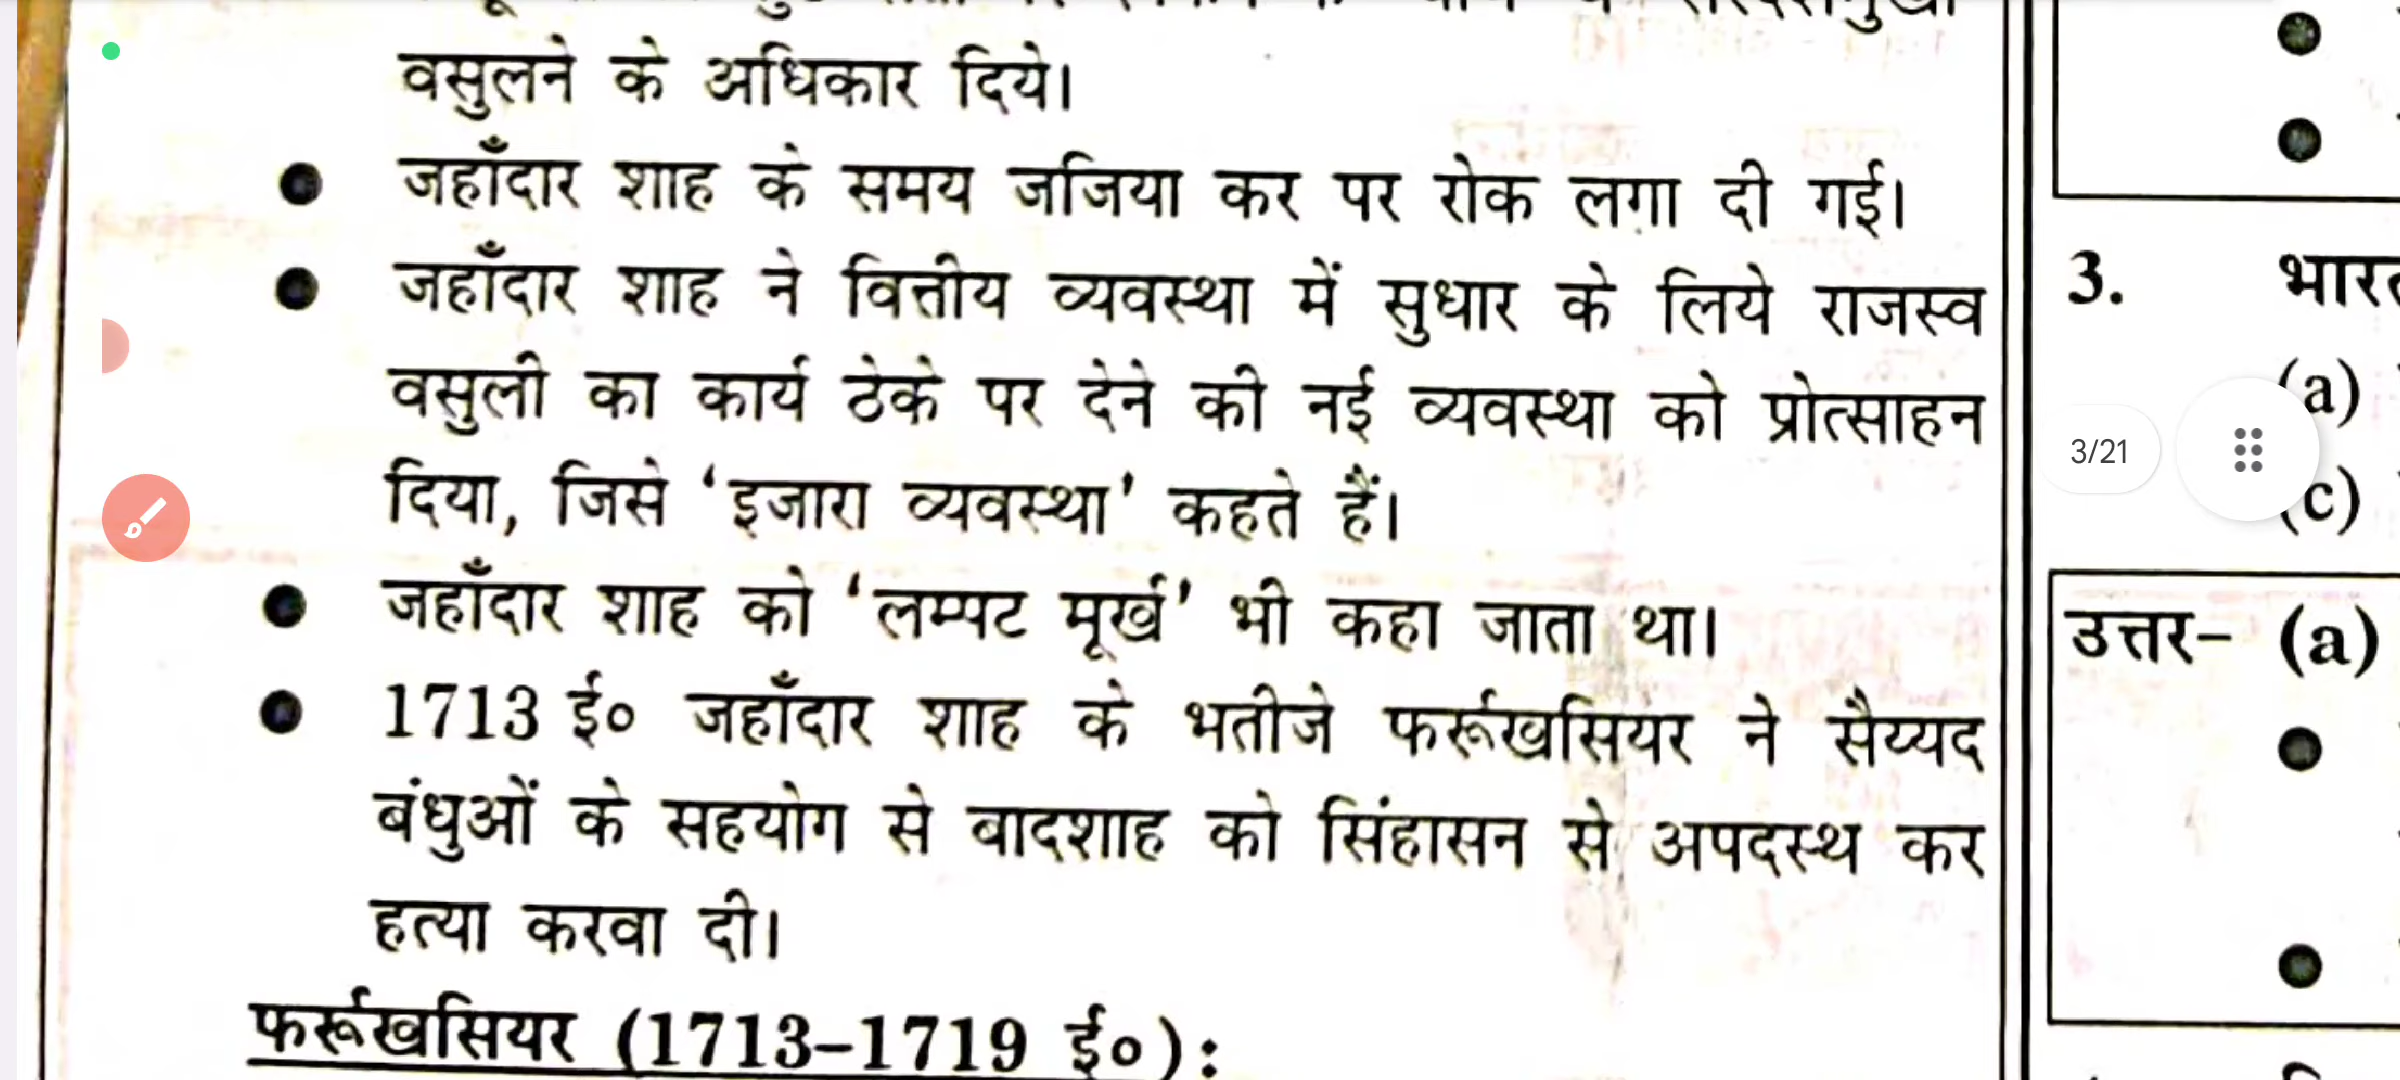 वसुलने के अधिकार दिये।
● जहाँदार शाह के समय जजिया कर पर रोक लगा दी गई।
● जहाँदार शाह ने वित्तीय व्यवस्था में सुधार के लिये राजस्व
वसुली का कार्य ठेके पर देने की नई व्यवस्था को प्रोत्साहन
दिया, जिसे ‘इजारा व्यवस्था’ कहते हैं।
● जहाँदार शाह को ‘लम्पट मूर्ख’ भी कहा जाता था।
● 1713 ई० जहाँदार शाह के भतीजे फर्रूखसियर ने सैय्यद
बंधुओं के सहयोग से बादशाह को सिंहासन से अपदस्थ कर
हत्या करवा दी।
फर्रूखसियर (1713–1719 ई०):
3.
(a)
3/21
(c)
उत्तर– (a)